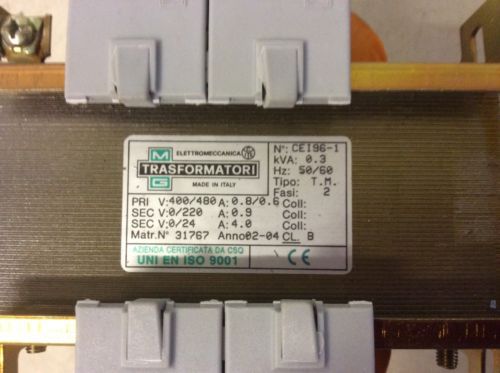 M
ELETTROMECCANICA
TRASFORMATORI
G
MADE IN ITALY
N°: CEI96-1
kVA: 0.3
Hz: 50/60
Tipo: T.M.
Fasi: 2
PRI V:400/480 A:0.8/0.6 Coll:
SEC V:0/220 A:0.9 Coll:
SEC V:0/24 A:4.0 Coll:
Matr.N° 31767 Anno02-04 CL. B
AZIENDA CERTIFICATA DA CSQ
UNI EN ISO 9001
CE